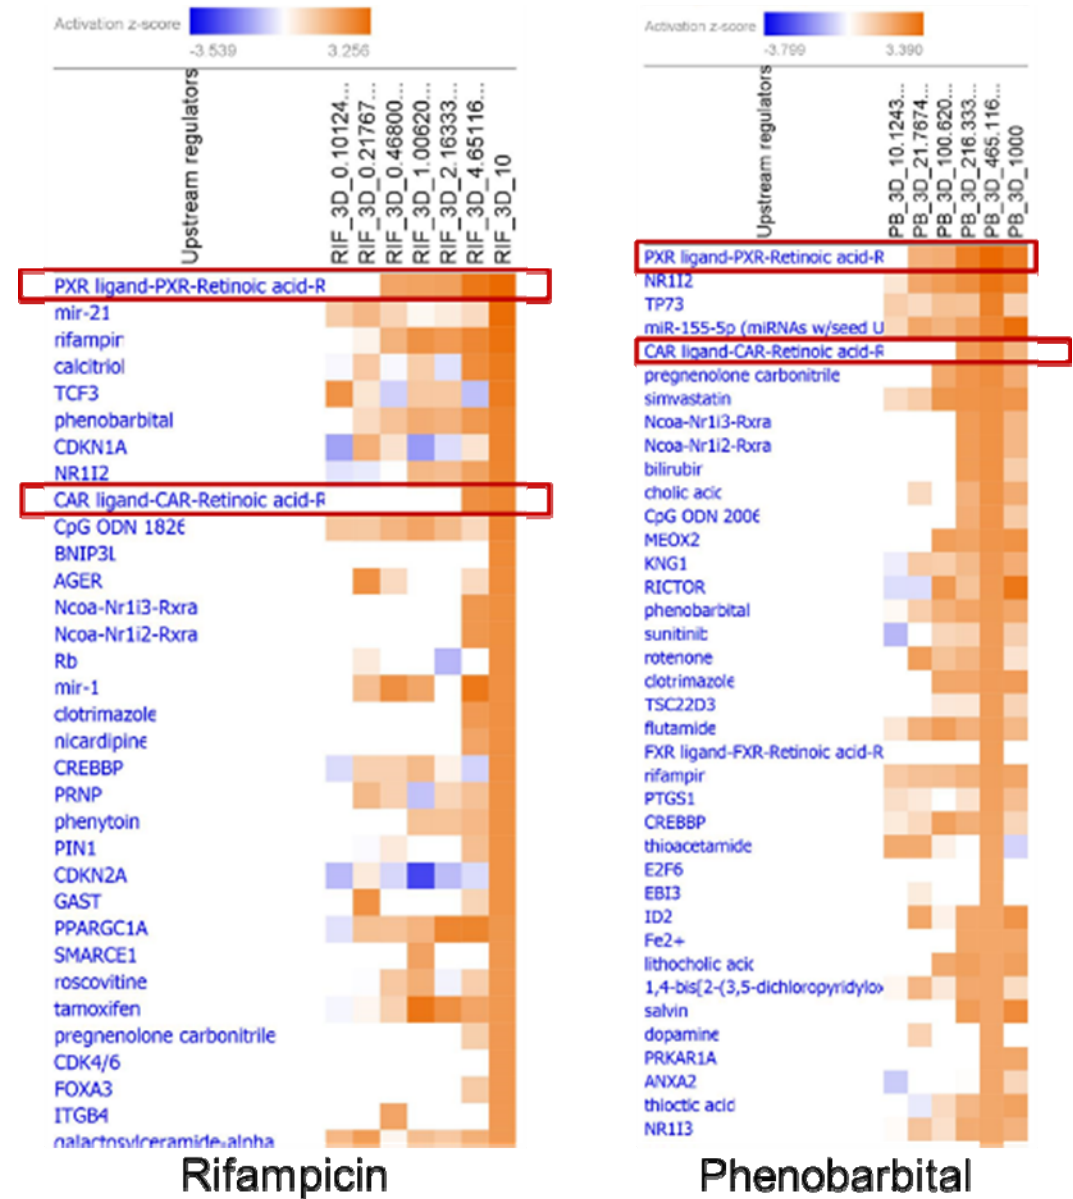 Activation z-score
-3.539 3.256
Upstream regulators
RIF_3D_0.10124...
RIF_3D_0.21767...
RIF_3D_0.46800...
RIF_3D_1.00620...
RIF_3D_2.16333...
RIF_3D_4.65116...
RIF_3D_10
PXR ligand-PXR-Retinoic acid-R
mir-21
rifampir
calcitriol
TCF3
phenobarbital
CDKN1A
NR1I2
CAR ligand-CAR-Retinoic acid-R
CpG ODN 1826
BNIP3L
AGER
Ncoa-Nr1i3-Rxra
Ncoa-Nr1i2-Rxra
Rb
mir-1
clotrimazole
nicardipine
CREBBP
PRNP
phenytoin
PIN1
CDKN2A
GAST
PPARGC1A
SMARCE1
roscovitine
tamoxifen
pregnenolone carbonitrile
CDK4/6
FOXA3
ITGB4
galactosylceramide-alpha
Rifampicin
Activation z-score
-3.799 3.390
Upstream regulators
PB_3D_10.1243...
PB_3D_21.7674...
PB_3D_100.620...
PB_3D_216.333...
PB_3D_465.116...
PB_3D_1000
PXR ligand-PXR-Retinoic acid-R
NR1I2
TP73
miR-155-5p (miRNAs w/seed U
CAR ligand-CAR-Retinoic acid-R
pregnenolone carbonitrile
simvastatin
Ncoa-Nr1i3-Rxra
Ncoa-Nr1i2-Rxra
bilirubir
cholic acid
CpG ODN 2006
MEOX2
KNG1
RICTOR
phenobarbital
sunitinib
rotenone
clotrimazole
TSC22D3
flutamide
FXR ligand-FXR-Retinoic acid-R
rifampir
PTGS1
CREBBP
thioacetamide
E2F6
EBI3
ID2
Fe2+
lithocholic acid
1,4-bis[2-(3,5-dichloropyridylox
salvin
dopamine
PRKAR1A
ANXA2
thioctic acid
NR1I3
Phenobarbital